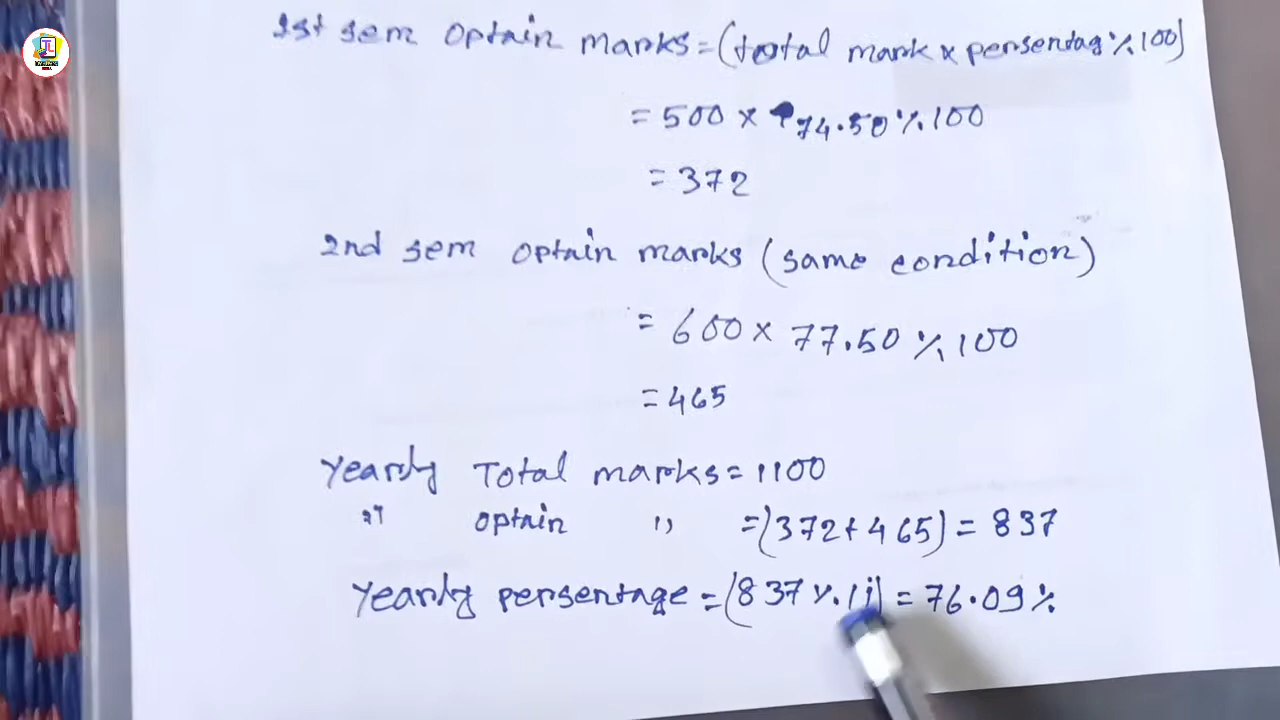 1st sem optain marks=(total mark x persentag % 100)
= 500 x 74.50 % 100
= 372
2nd sem optain marks (same condition)
= 600 x 77.50 % 100
= 465
Yearly Total marks = 1100
" optain " =(372+465) = 837
Yearly persentage = (837 % 11) = 76.09 %